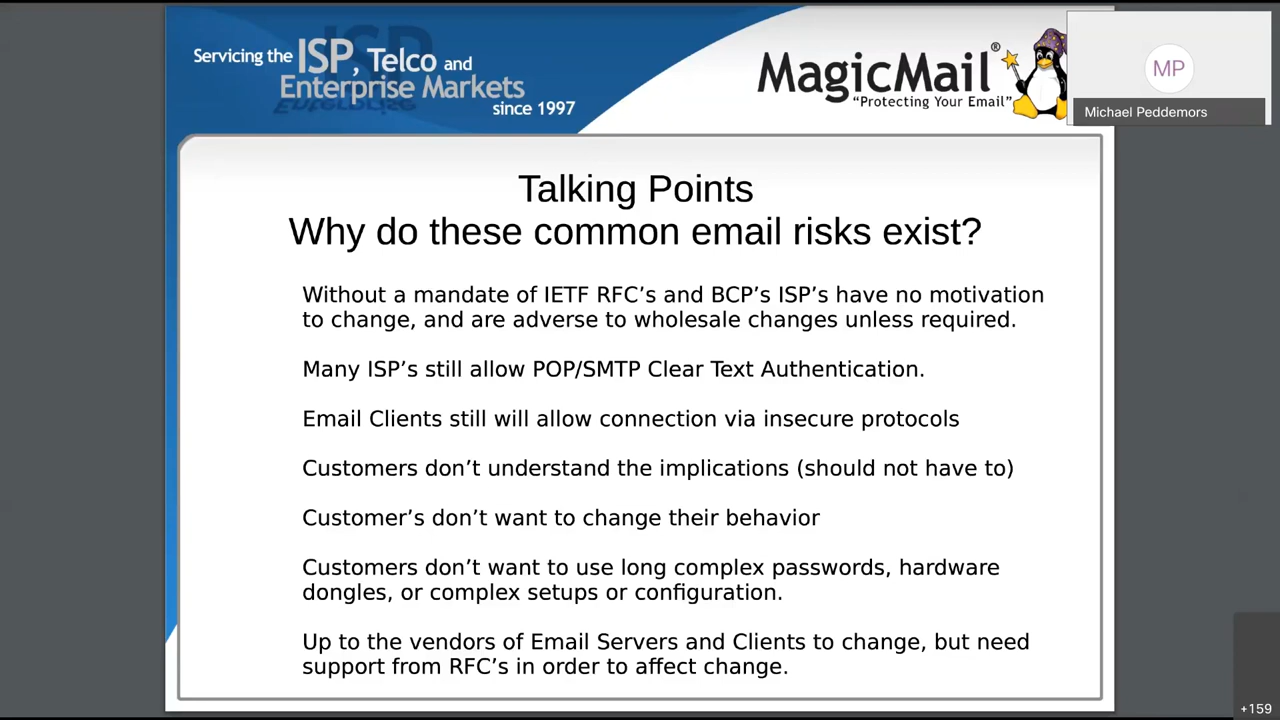 Servicing the ISP, Telco and
Enterprise Markets
since 1997
MagicMail®
"Protecting Your Email"
MP
Michael Peddemors
Talking Points
Why do these common email risks exist?
Without a mandate of IETF RFC’s and BCP’s ISP’s have no motivation
to change, and are adverse to wholesale changes unless required.
Many ISP’s still allow POP/SMTP Clear Text Authentication.
Email Clients still will allow connection via insecure protocols
Customers don’t understand the implications (should not have to)
Customer’s don’t want to change their behavior
Customers don’t want to use long complex passwords, hardware
dongles, or complex setups or configuration.
Up to the vendors of Email Servers and Clients to change, but need
support from RFC’s in order to affect change.
+159